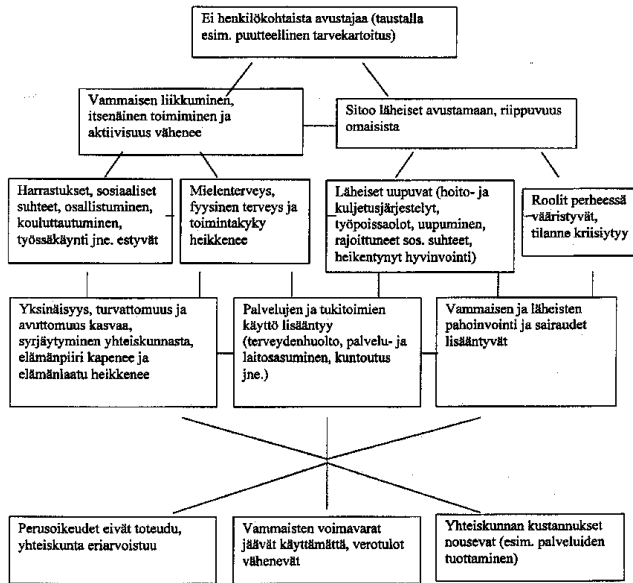 Ei henkilökohtaista avustajaa (taustalla
esim. puutteellinen tarvekartoitus)
Vammaisen liikkuminen,
itsenäinen toimiminen ja
aktiivisuus vähenee
Sitoo läheiset avustamaan, riippuvuus
omaisista
Harrastukset, sosiaaliset
suhteet, osallistuminen,
kouluttautuminen,
työssäkäynti jne. estyvät
Mielenterveys,
fyysinen terveys ja
toimintakyky
heikkenee
Läheiset uupuvat (hoito- ja
kuljetusjärjestelyt,
työpoissaolot, uupuminen,
rajoittuneet sos. suhteet,
heikentynyt hyvinvointi)
Roolit perheessä
vääristyvät,
tilanne kriisiytyy
Yksinäisyys, turvattomuus ja
avuttomuus kasvaa,
syrjäytyminen yhteiskunnasta,
elämänpiiri kapenee ja
elämänlaatu heikkenee
Palvelujen ja tukitoimien
käyttö lisääntyy
(terveydenhuolto, palvelu- ja
laitosasuminen, kuntoutus
jne.)
Vammaisen ja läheisten
pahoinvointi ja sairaudet
lisääntyvät
Perusoikeudet eivät toteudu,
yhteiskunta eriarvoistuu
Vammaisten voimavarat
jäävät käyttämättä, verotulot
vähenevät
Yhteiskunnan kustannukset
nousevat (esim. palveluiden
tuottaminen)